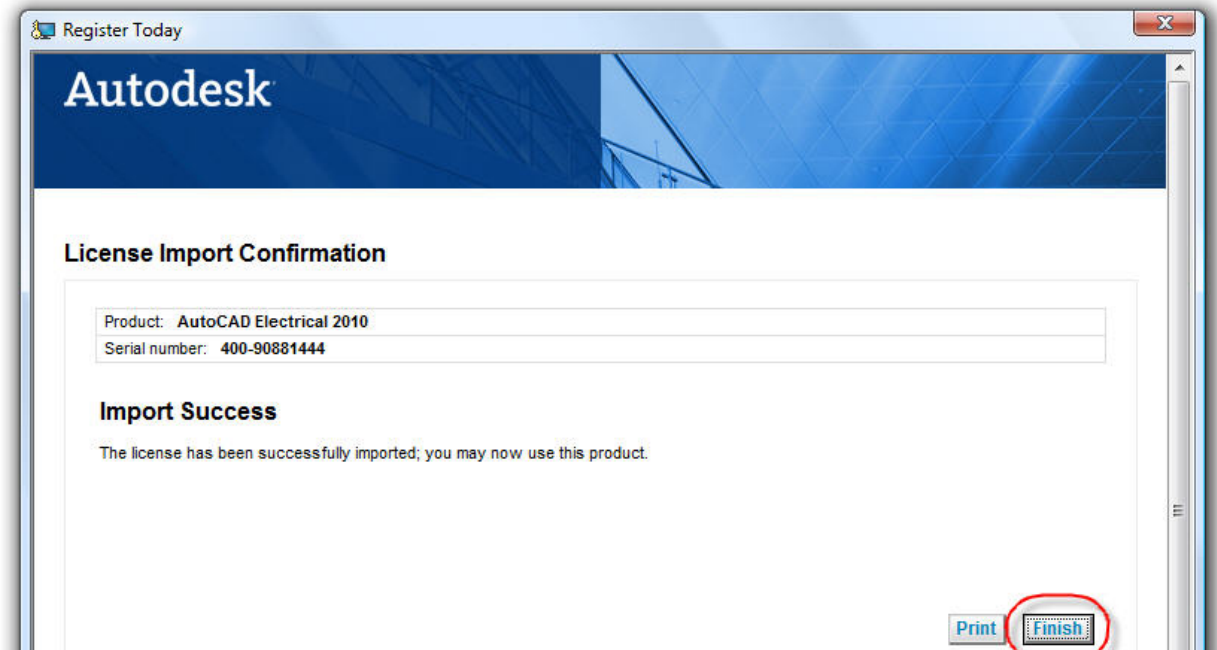 Register Today
Autodesk
License Import Confirmation
Product: AutoCAD Electrical 2010
Serial number: 400-90881444
Import Success
The license has been successfully imported; you may now use this product.
Print Finish